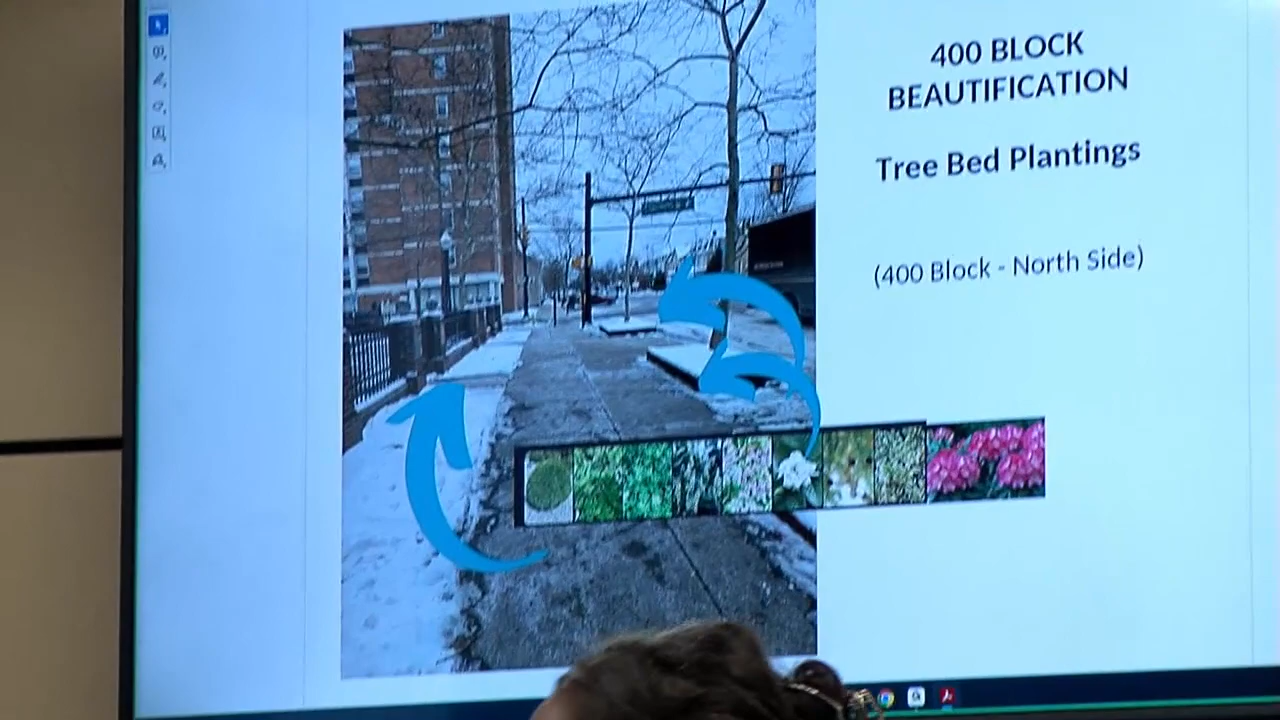 400 BLOCK
BEAUTIFICATION
Tree Bed Plantings
(400 Block - North Side)